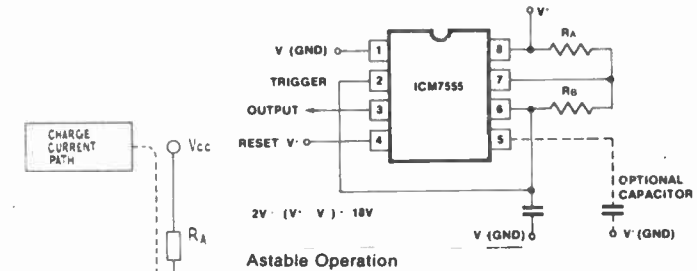 V⁺
RA
V⁻(GND)
1
8
TRIGGER
2
ICM7555
7
RB
OUTPUT
3
6
RESET V⁺
4
5
CHARGE
CURRENT
PATH
Vcc
OPTIONAL
CAPACITOR
RA
V⁻(GND)
V⁻(GND)
Astable Operation